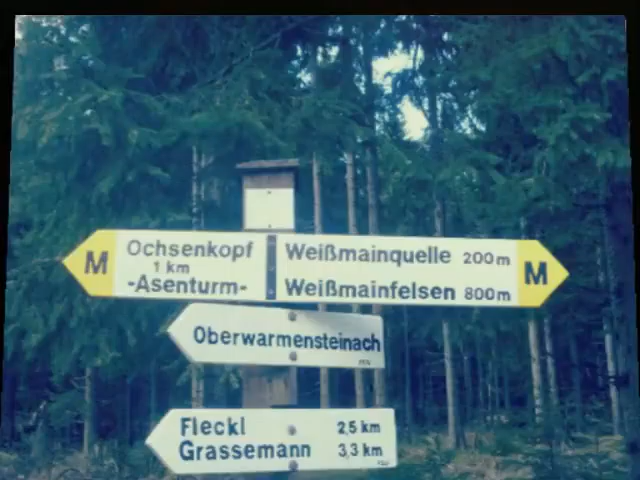 M Ochsenkopf
1 km
-Asenturm-
Weißmainquelle 200m M
Weißmainfelsen 800m
Oberwarmensteinach
Fleckl 2,5 km
Grassemann 3,3 km